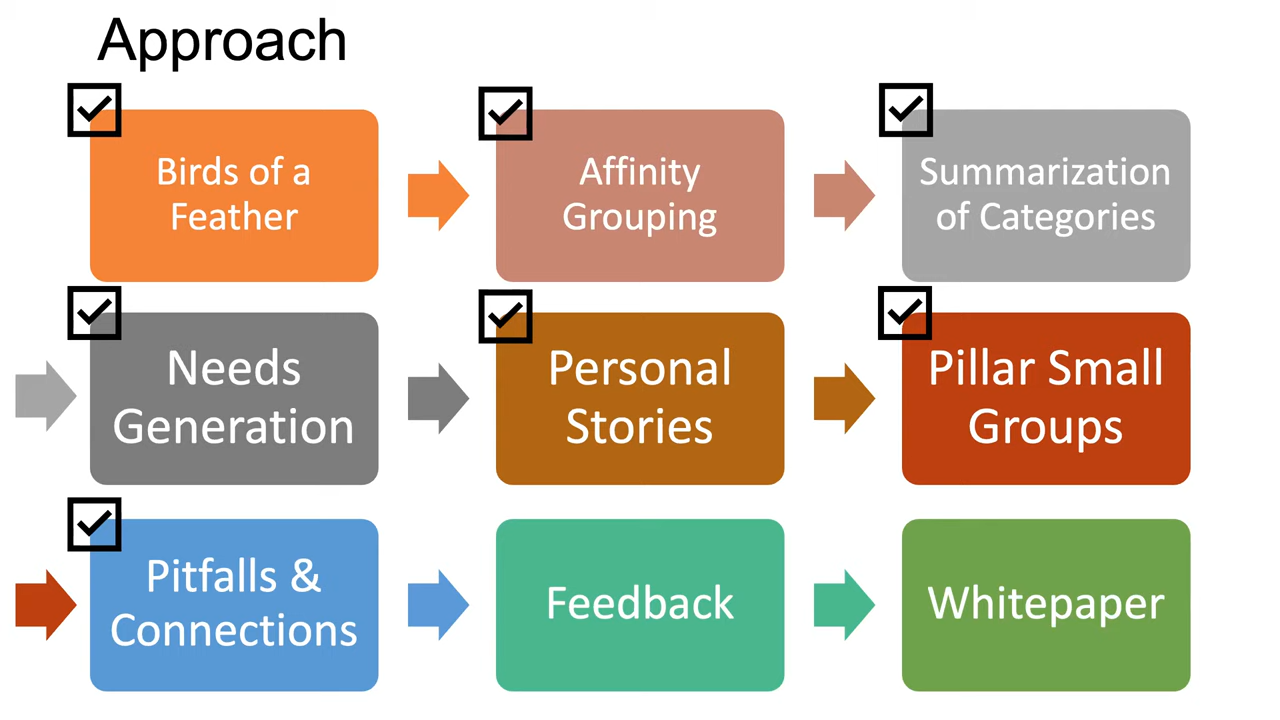 Approach
Birds of a
Feather
Affinity
Grouping
Summarization
of Categories
Needs
Generation
Personal
Stories
Pillar Small
Groups
Pitfalls &
Connections
Feedback
Whitepaper